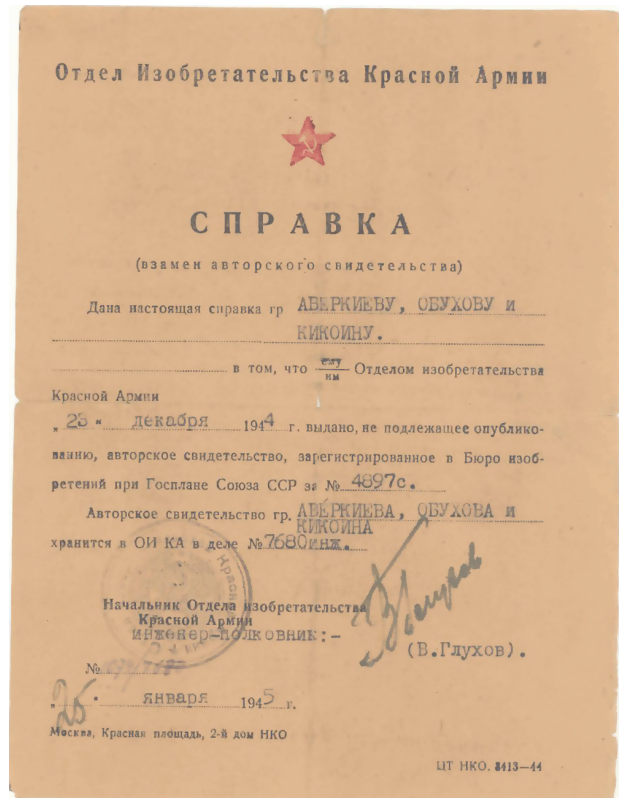 Отдел Изобретательства Красной Армии
СПРАВКА
(взамен авторского свидетельства)
Дана настоящая справка гр АВЕРКИЕВУ, ОБУХОВУ и
КИКОИНУ.
в том, что ему Отделом изобретательства
им
Красной Армии
„23" декабря 1944 г. выдано, не подлежащее опублико-
ванию, авторское свидетельство, зарегистрированное в Бюро изоб-
ретений при Госплане Союза ССР за № 4897с.
Авторское свидетельство гр. АВЕРКИЕВА, ОБУХОВА и
КИКОИНА
хранится в ОИ КА в деле № 7680инж.
Начальник Отдела изобретательства
Красной Армии
инженер-полковник:-
(В.Глухов).
№
„25" января 1945 г.
Москва, Красная площадь, 2-й дом НКО
ЦТ НКО. 8413—44